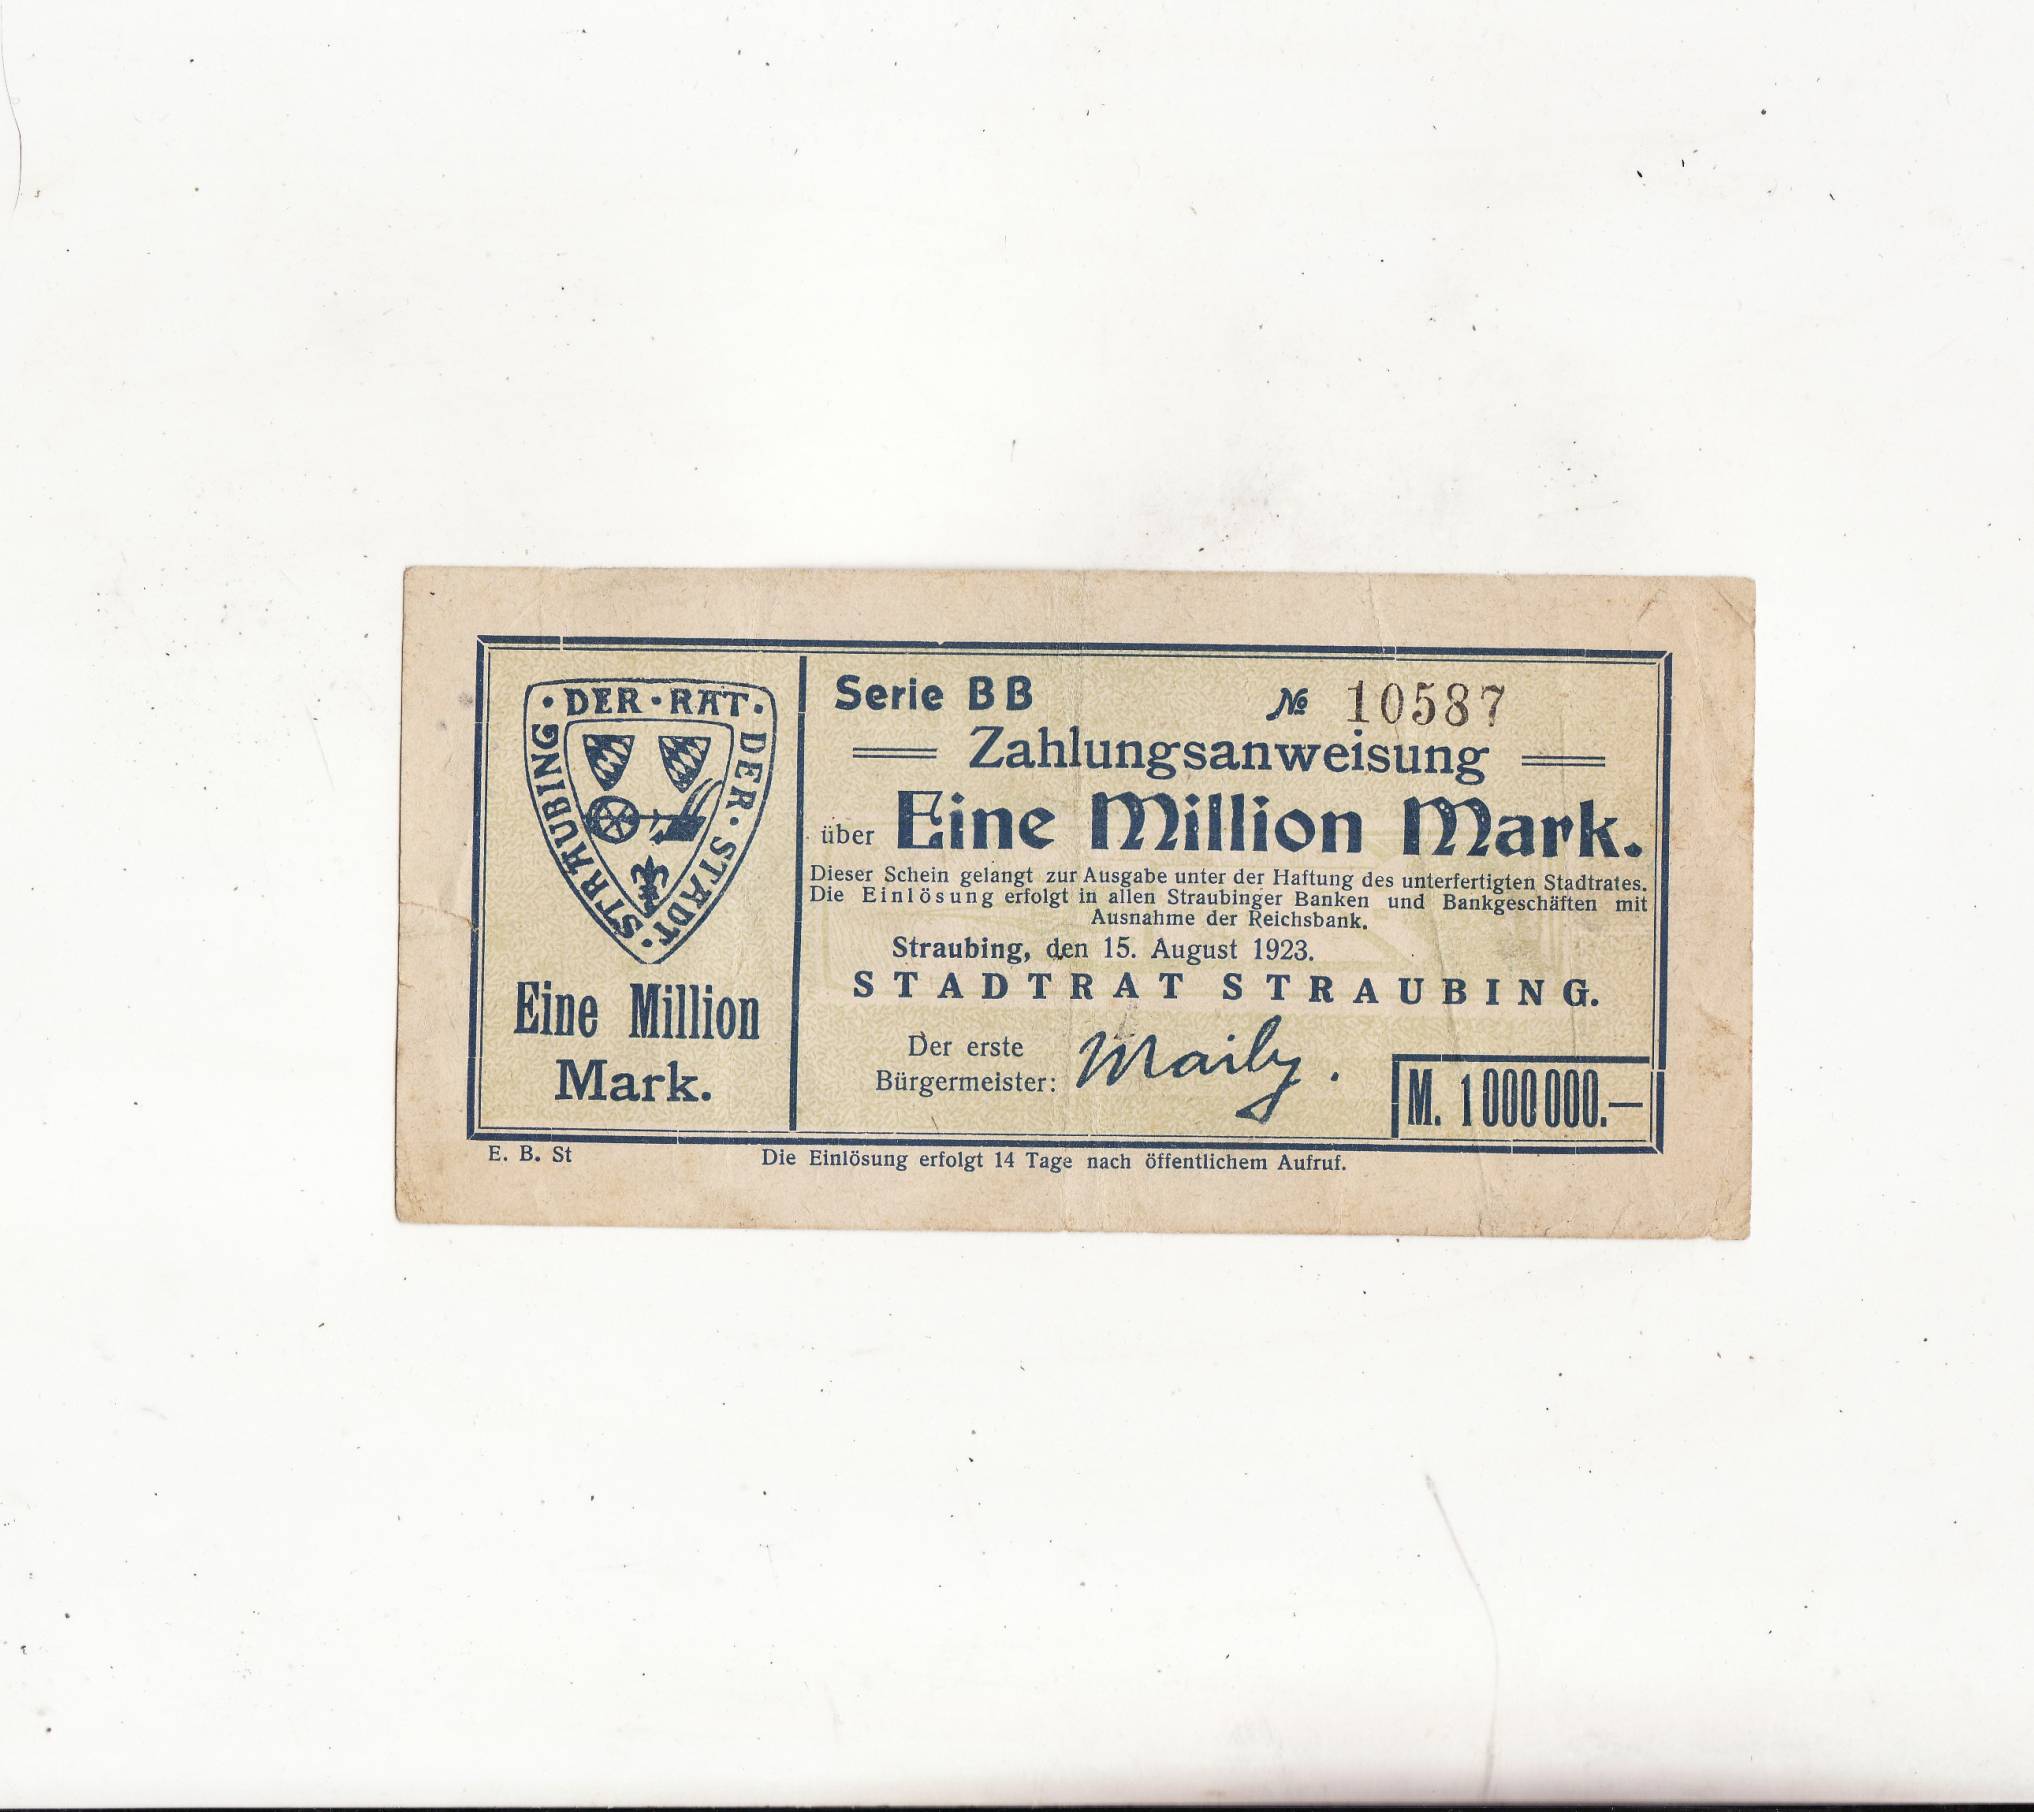 · DER · RAT · DER · STADT · STRAUBING
Eine Million
Mark.
Serie BB
№ 10587
Zahlungsanweisung
über Eine Million Mark.
Dieser Schein gelangt zur Ausgabe unter der Haftung des unterfertigten Stadtrates.
Die Einlösung erfolgt in allen Straubinger Banken und Bankgeschäften mit
Ausnahme der Reichsbank.
Straubing, den 15. August 1923.
STADTRAT STRAUBING.
Der erste
Bürgermeister:
M. 1000000.—
E. B. St
Die Einlösung erfolgt 14 Tage nach öffentlichem Aufruf.